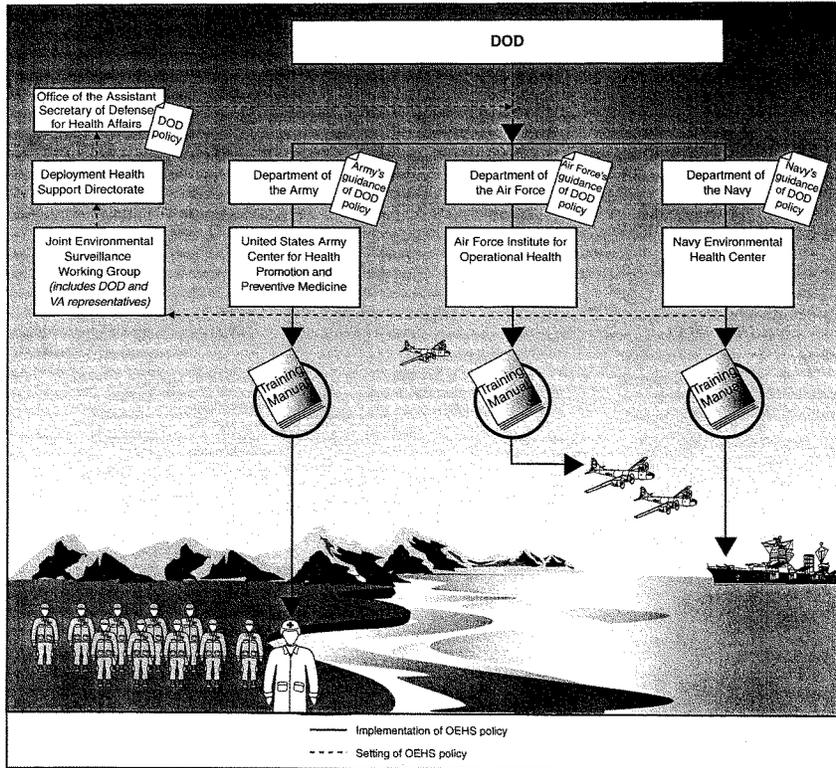 DOD
Office of the Assistant
Secretary of Defense
for Health Affairs
DOD
policy
Deployment Health
Support Directorate
Joint Environmental
Surveillance
Working Group
(includes DOD and
VA representatives)
Department of
the Army
Army's
guidance
of DOD
policy
United States Army
Center for Health
Promotion and
Preventive Medicine
Department of
the Air Force
Air Force's
guidance
of DOD
policy
Air Force Institute for
Operational Health
Department of
the Navy
Navy's
guidance
of DOD
policy
Navy Environmental
Health Center
Training
Manual
Training
Manual
Training
Manual
Implementation of OEHS policy
Setting of OEHS policy